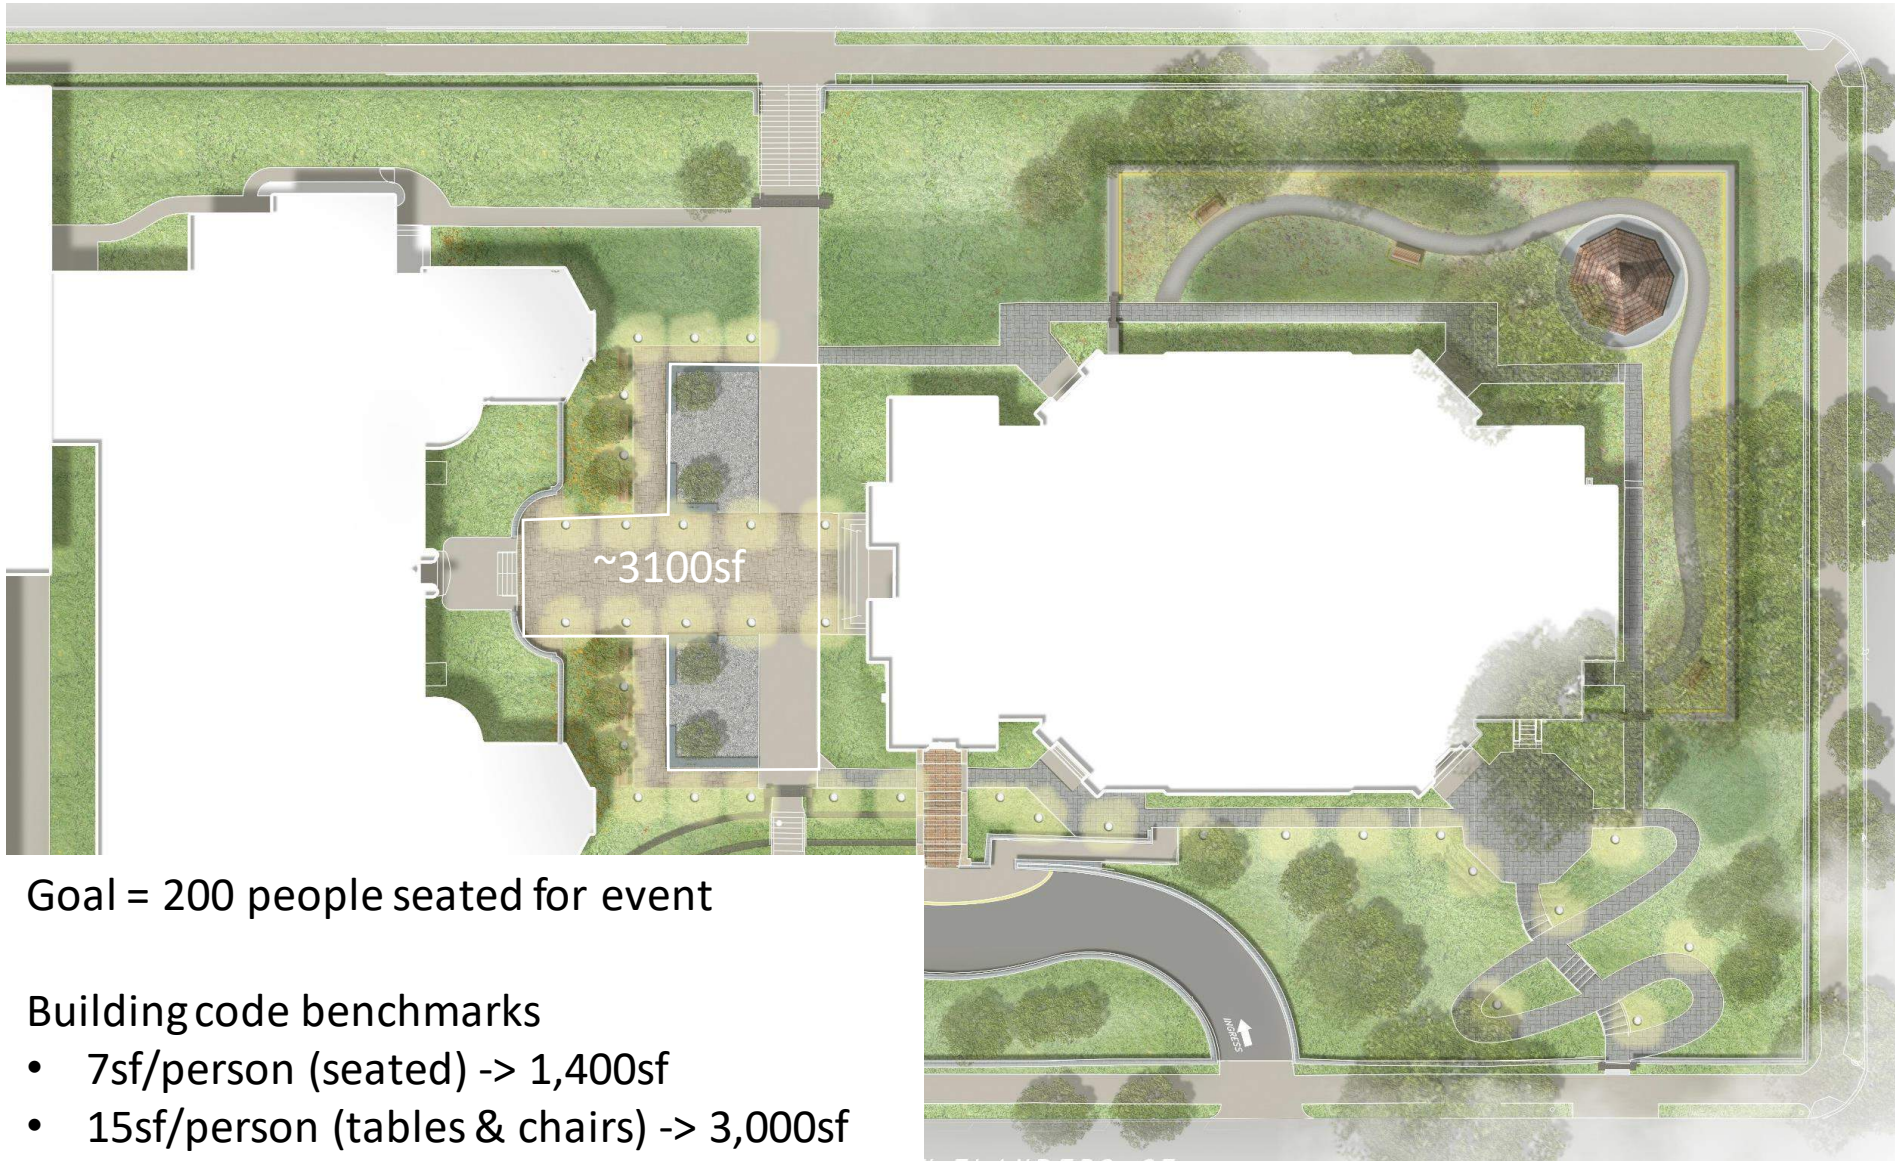 ~3100sf
Goal = 200 people seated for event
Building code benchmarks
• 7sf/person (seated) -> 1,400sf
• 15sf/person (tables & chairs) -> 3,000sf
INGRESS